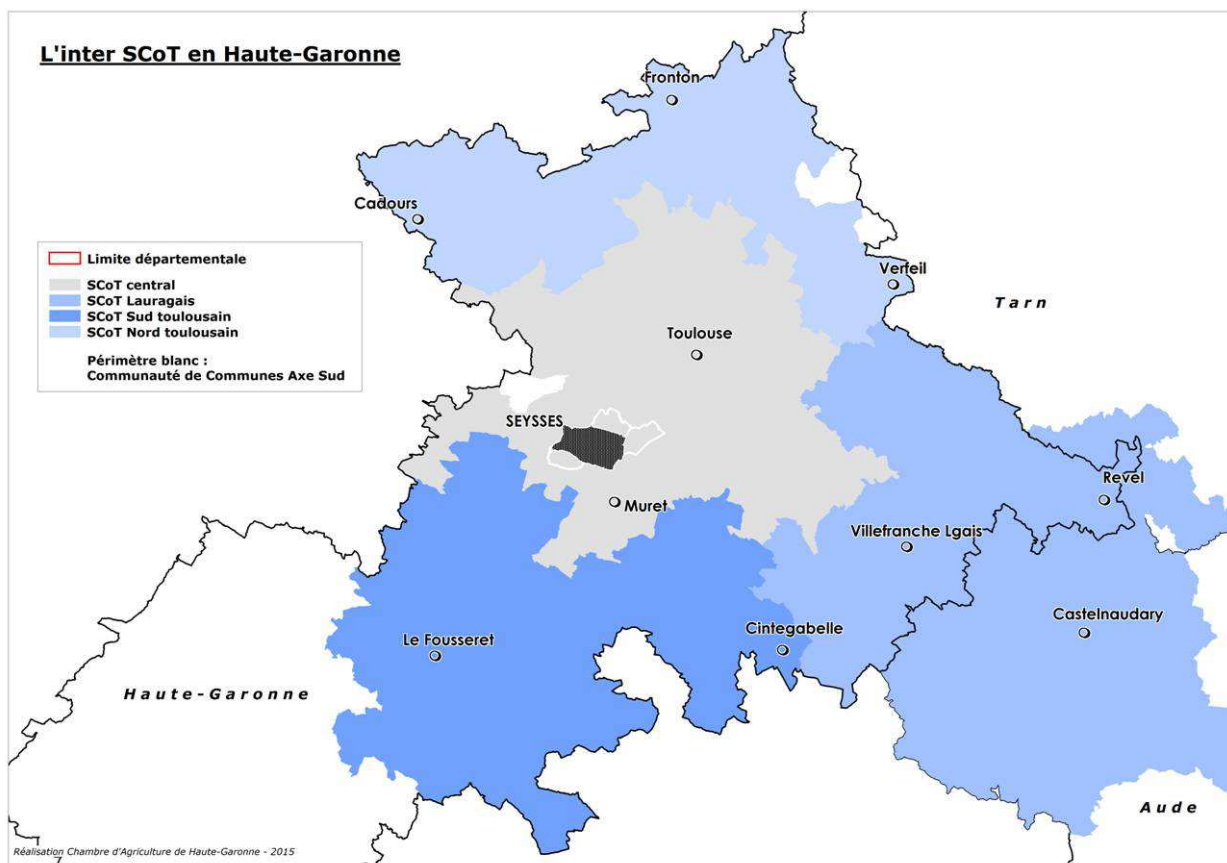 L'inter SCoT en Haute-Garonne
Fronton
Cadours
Limite départementale
SCoT central
SCoT Lauragais
SCoT Sud toulousain
SCoT Nord toulousain
Périmètre blanc :
Communauté de Communes Axe Sud
Verfeil
Tarn
Toulouse
SEYSSES
Revel
Muret
Villefranche Lgais
Castelnaudary
Cintegabelle
Le Fousseret
Haute-Garonne
Aude
Réalisation Chambre d'Agriculture de Haute-Garonne - 2015